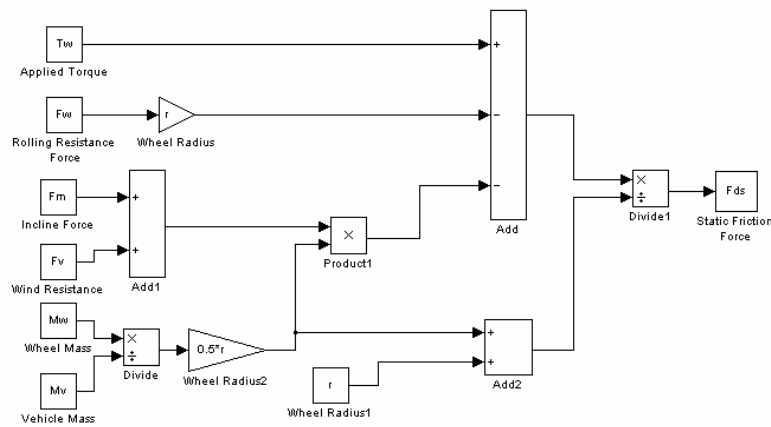 Tw
+
Applied Torque
Fw
r
−
Rolling Resistance
Force
Wheel Radius
Fm
+
−
×
÷
Fds
Incline Force
Add
Divide1
Static Friction
Force
Fv
+
×
Wind Resistance
Add1
Product1
Mw
×
÷
0.5*r
+
+
Wheel Mass
Divide
Wheel Radius2
r
Add2
Mv
Wheel Radius1
Vehicle Mass